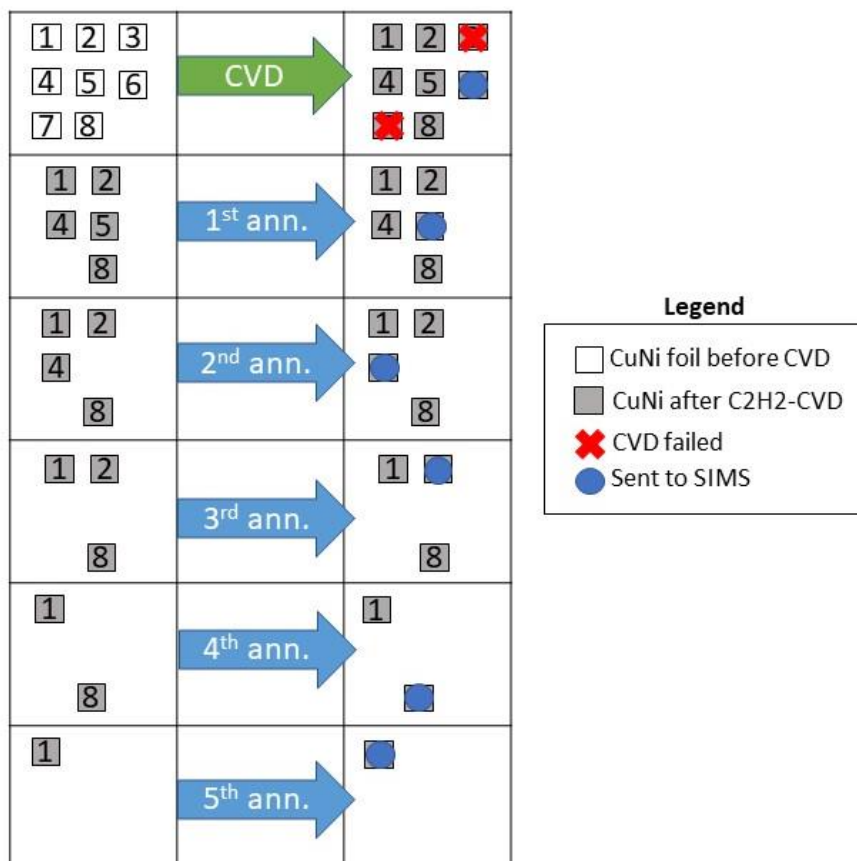 1 2 3
4 5 6
7 8
CVD
1 2
4 5
8
1 2
4 5
8
1st ann.
1 2
4
8
1 2
4
8
2nd ann.
1 2
8
1 2
8
3rd ann.
1
8
1
8
4th ann.
1
1
5th ann.
Legend
CuNi foil before CVD
CuNi after C2H2-CVD
CVD failed
Sent to SIMS